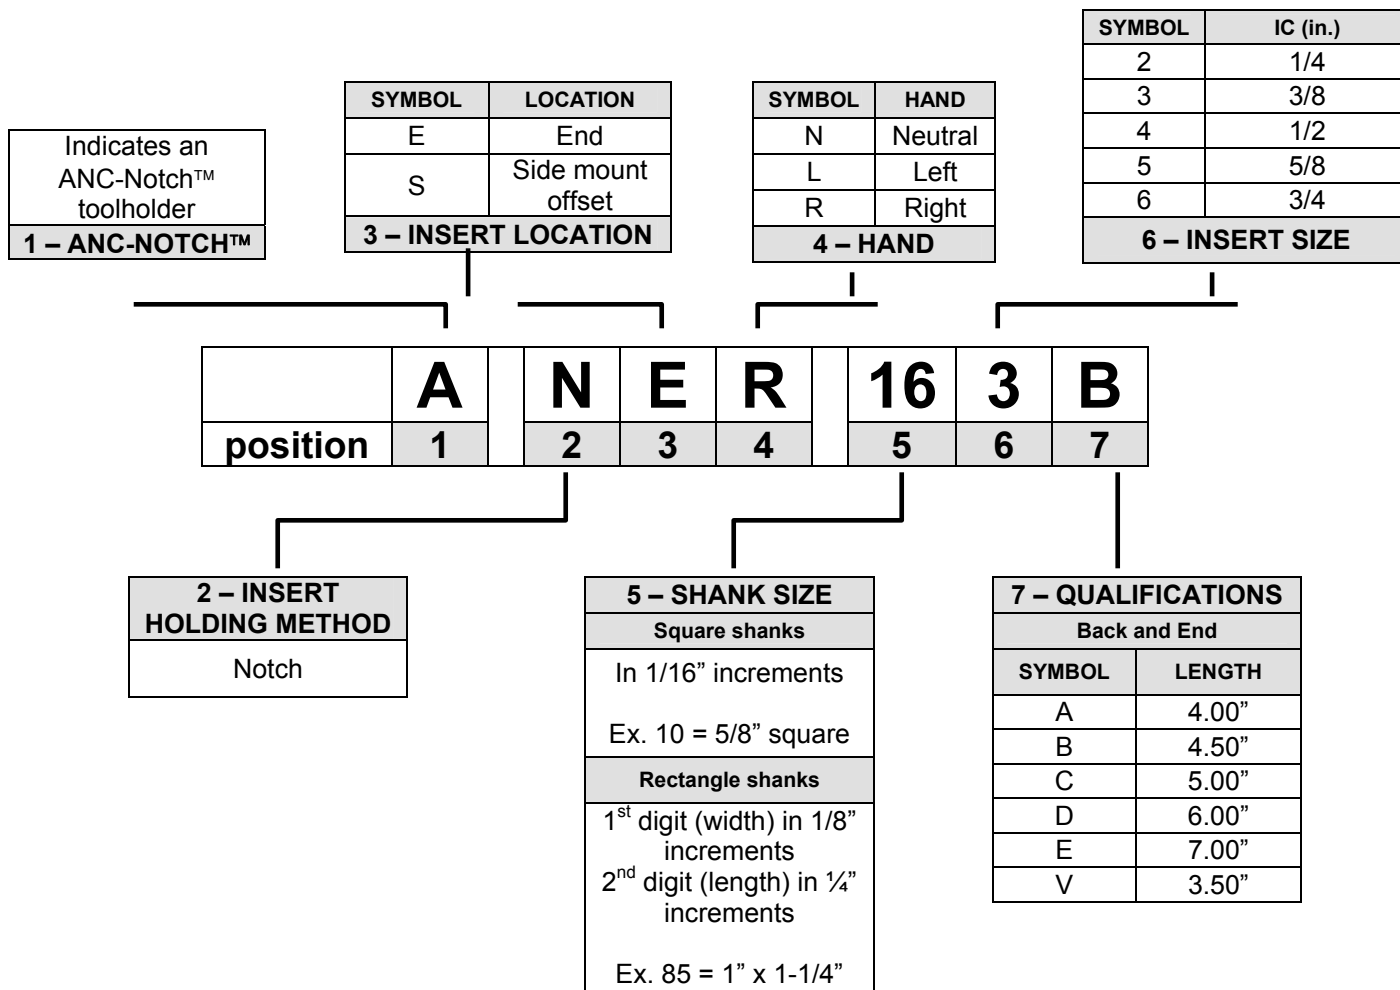 Indicates an
ANC-Notch™
toolholder
1 – ANC-NOTCH™
SYMBOL LOCATION
E End
S Side mount
offset
3 – INSERT LOCATION
SYMBOL HAND
N Neutral
L Left
R Right
4 – HAND
SYMBOL IC (in.)
2 1/4
3 3/8
4 1/2
5 5/8
6 3/4
6 – INSERT SIZE
A N E R 16 3 B
position 1 2 3 4 5 6 7
2 – INSERT
HOLDING METHOD
Notch
5 – SHANK SIZE
Square shanks
In 1/16” increments
Ex. 10 = 5/8” square
Rectangle shanks
1st digit (width) in 1/8”
increments
2nd digit (length) in ¼”
increments
Ex. 85 = 1” x 1-1/4”
7 – QUALIFICATIONS
Back and End
SYMBOL LENGTH
A 4.00”
B 4.50”
C 5.00”
D 6.00”
E 7.00”
V 3.50”